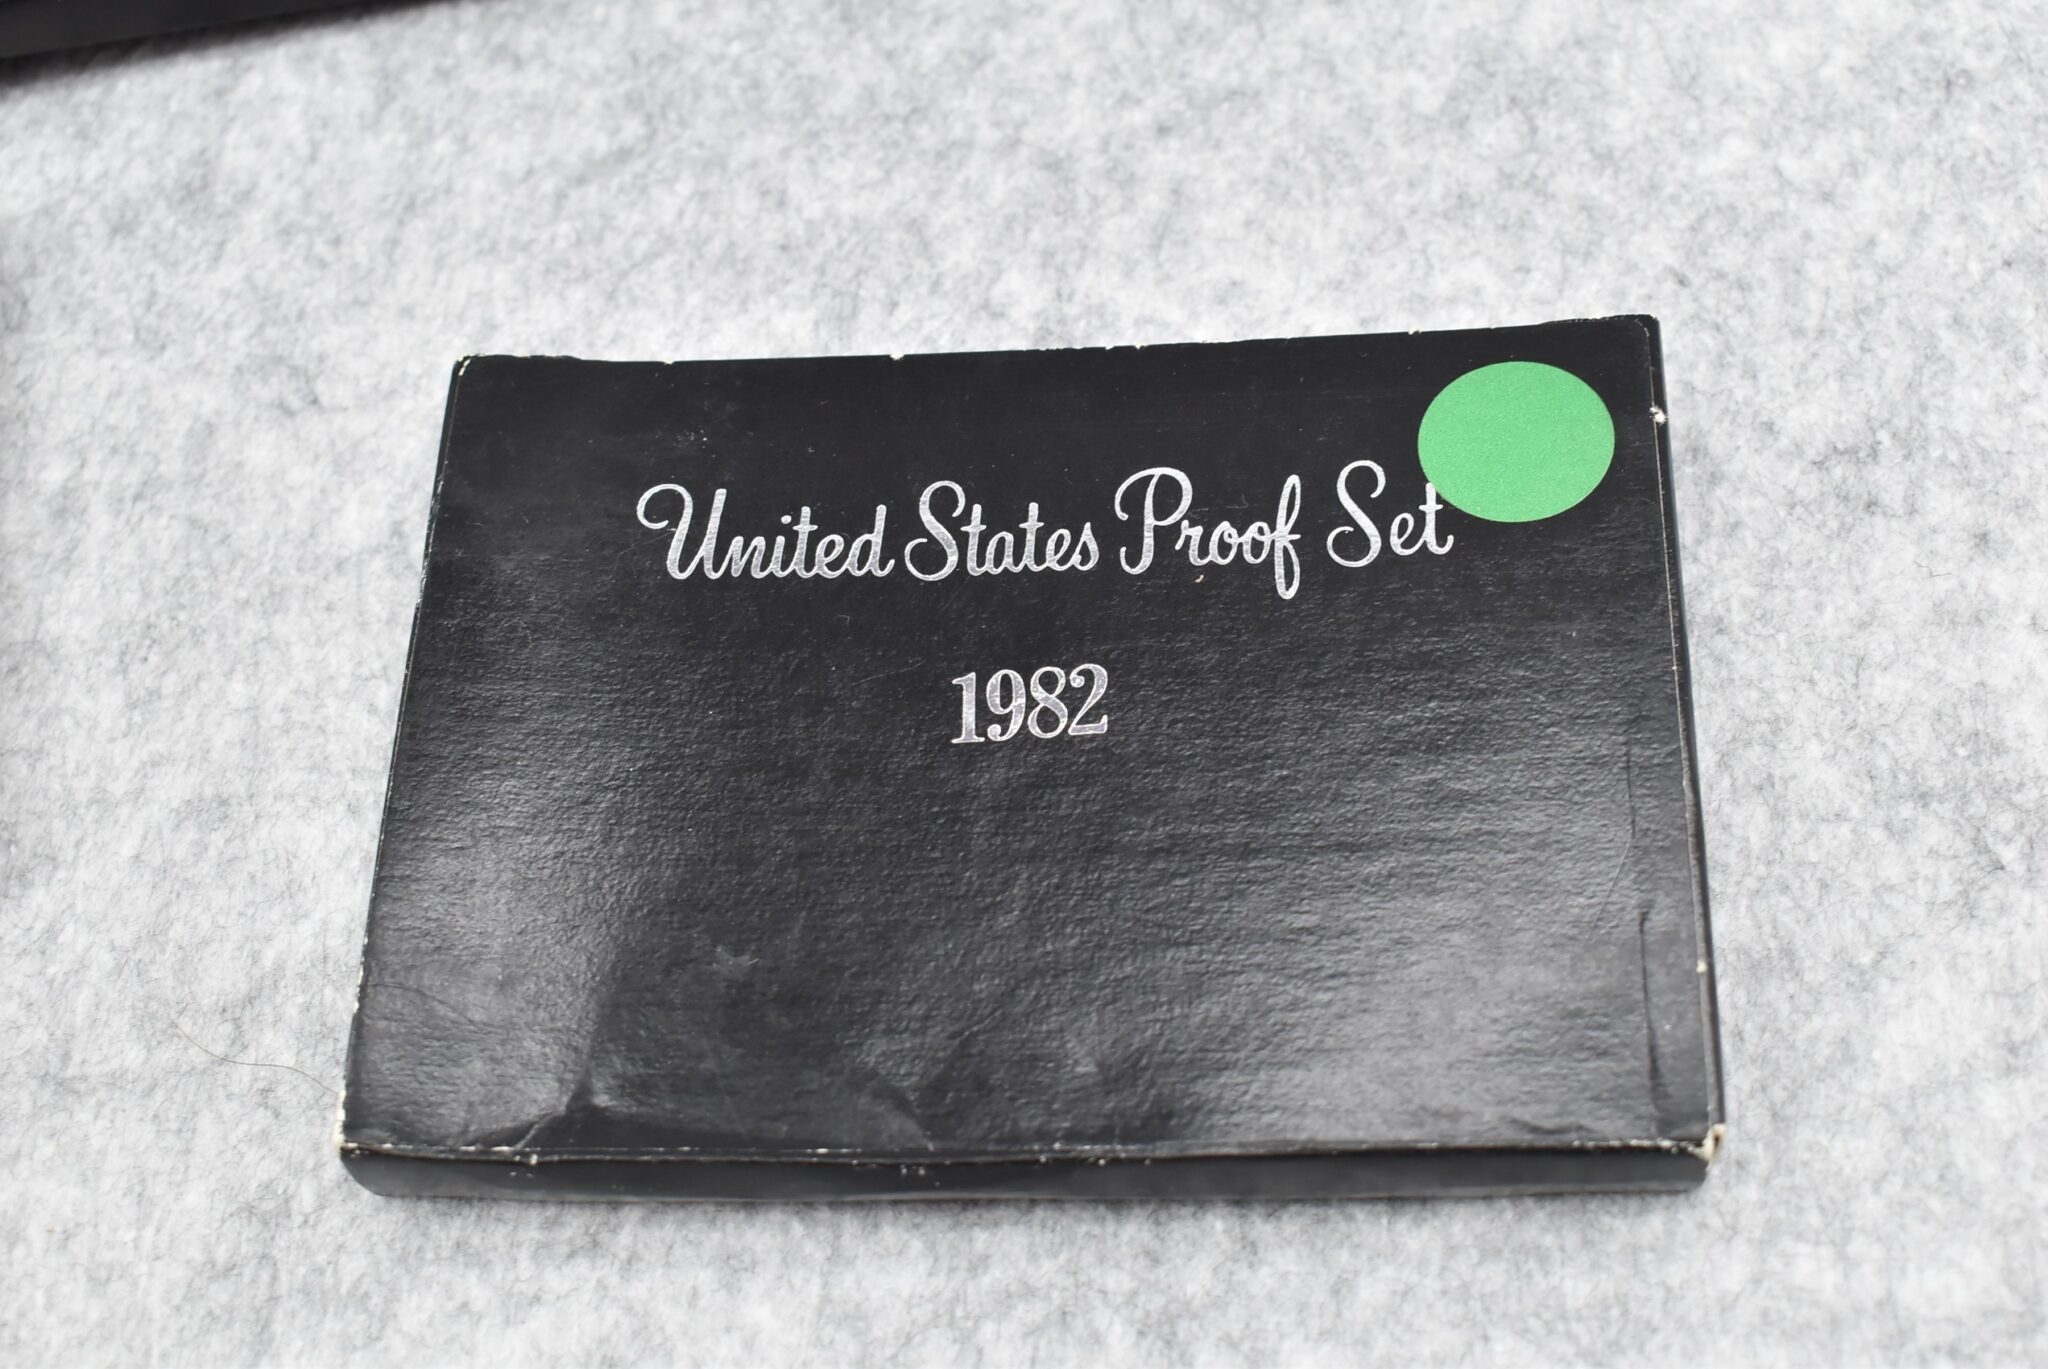 United States Proof Set
1982